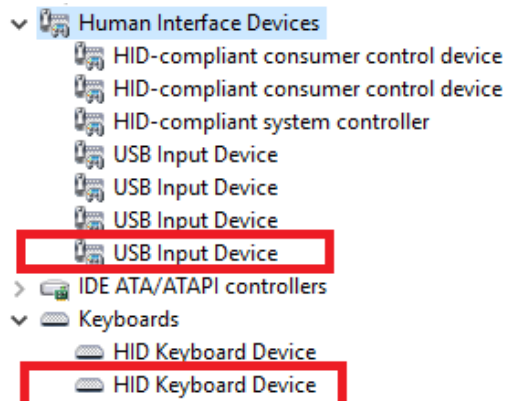 Human Interface Devices
HID-compliant consumer control device
HID-compliant consumer control device
HID-compliant system controller
USB Input Device
USB Input Device
USB Input Device
USB Input Device
IDE ATA/ATAPI controllers
Keyboards
HID Keyboard Device
HID Keyboard Device